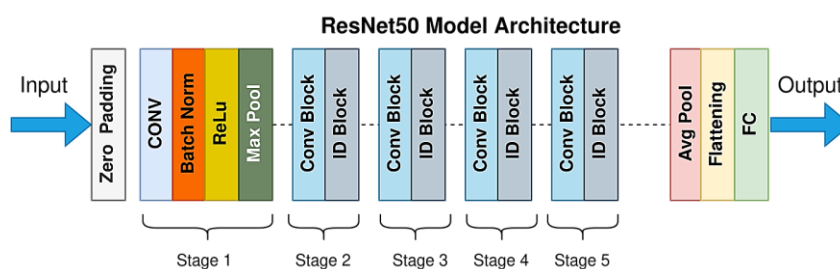 ResNet50 Model Architecture
Input
Zero Padding
CONV
Batch Norm
ReLu
Max Pool
Conv Block
ID Block
Conv Block
ID Block
Conv Block
ID Block
Conv Block
ID Block
Avg Pool
Flattening
FC
Output
Stage 1
Stage 2
Stage 3
Stage 4
Stage 5